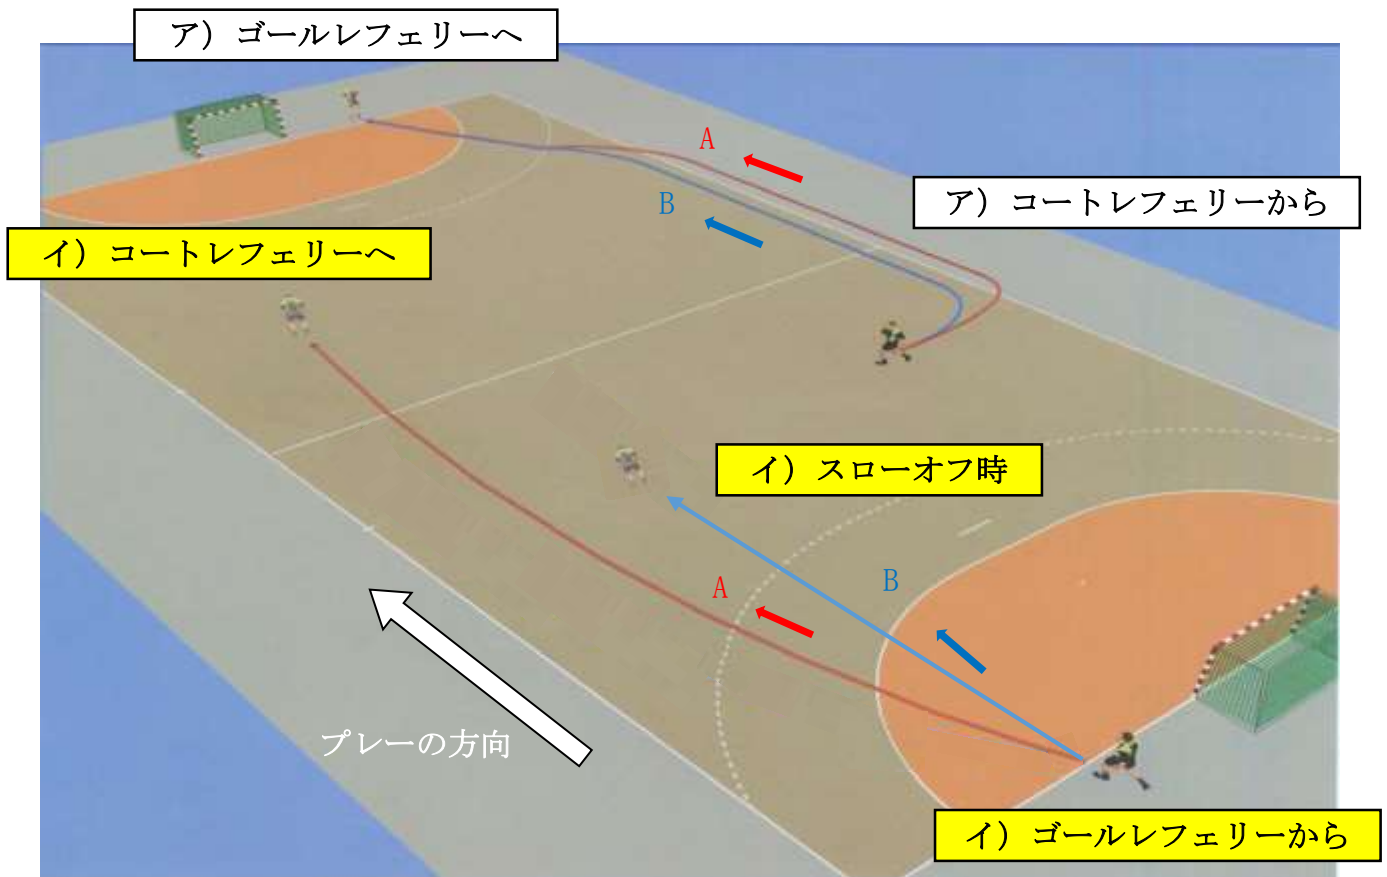 ア）ゴールレフェリーへ
A
B
ア）コートレフェリーから
イ）コートレフェリーへ
イ）スローオフ時
A
B
プレーの方向
イ）ゴールレフェリーから